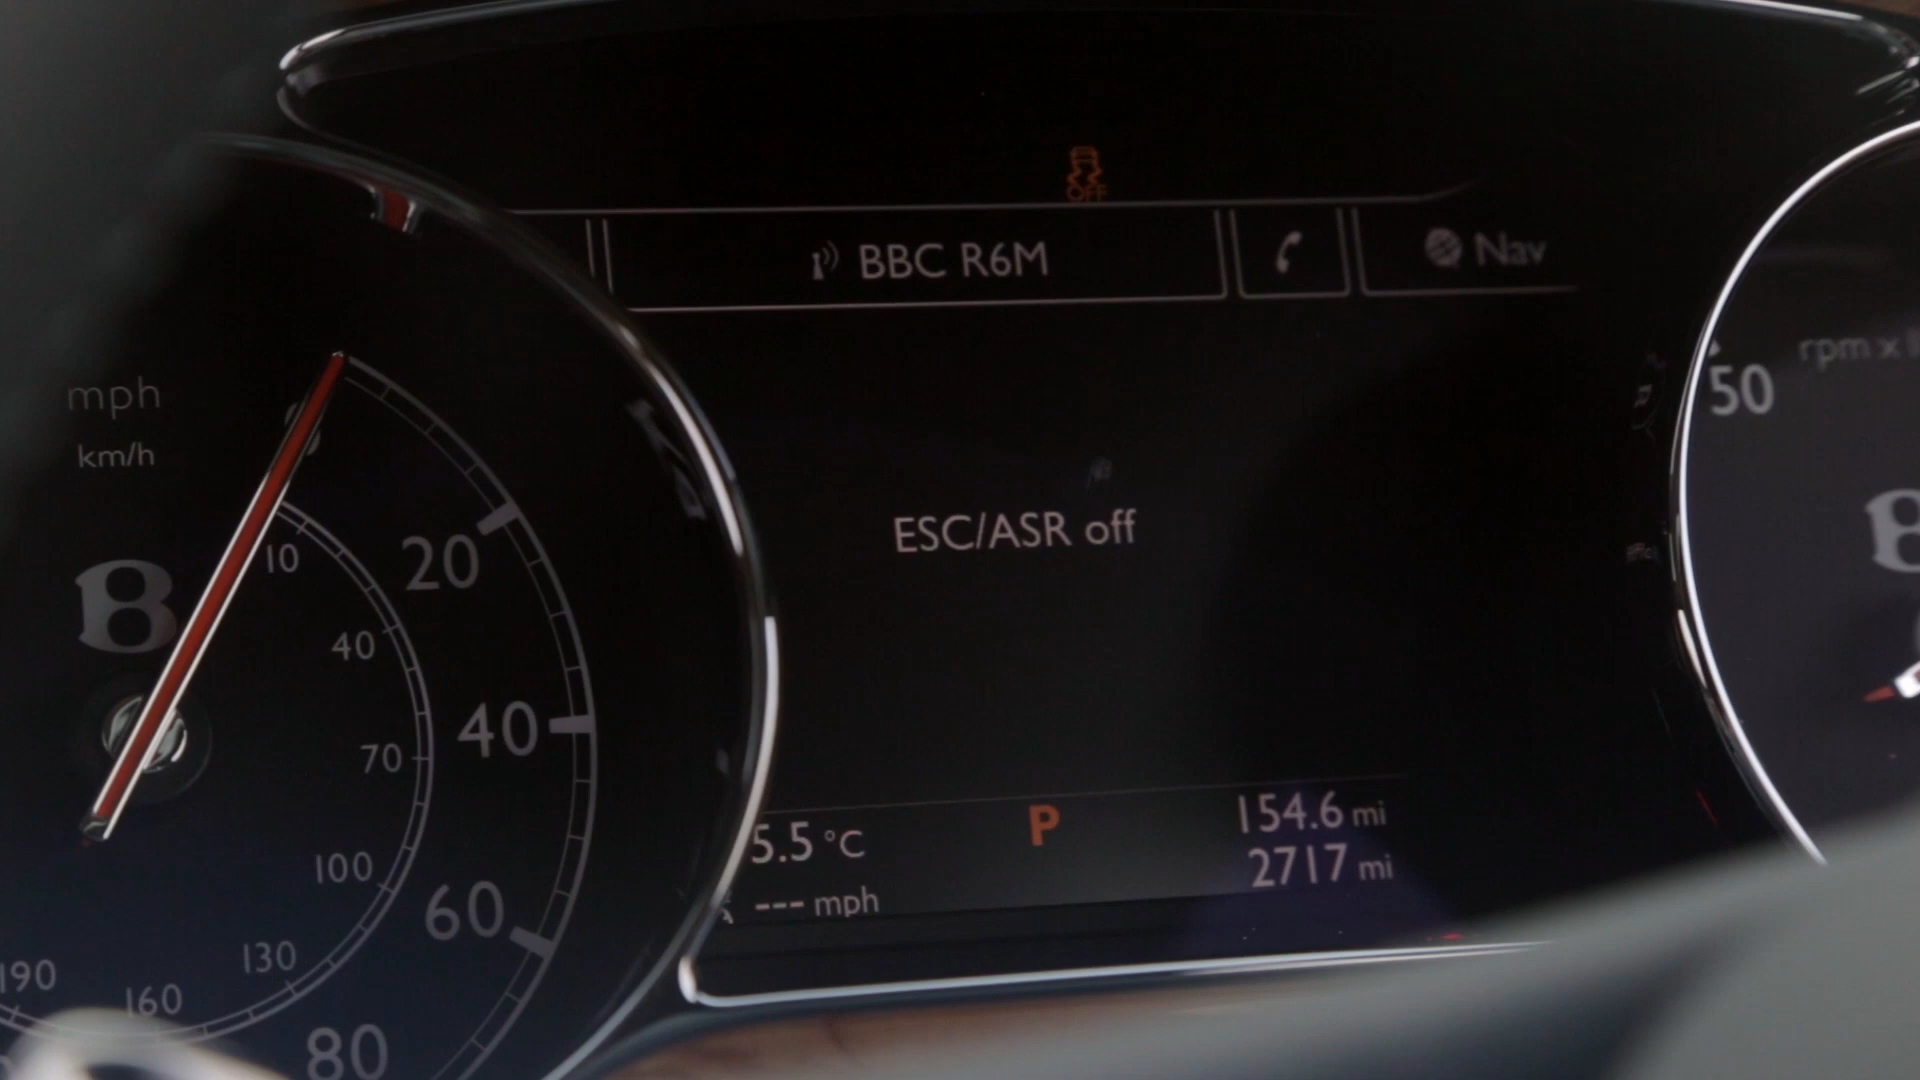 OFF
BBC R6M
Nav
mph
km/h
rpm x
50
B
20
10
40
40
70
60
100
130
190
160
80
ESC/ASR off
5.5 °C
P
154.6 mi
2717 mi
--- mph
B